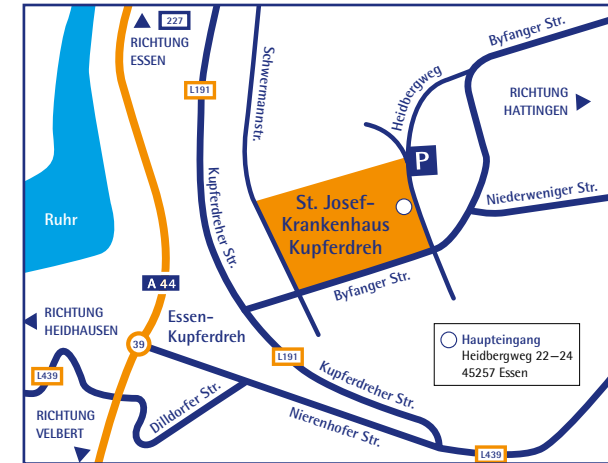 227
RICHTUNG
ESSEN
L191
Schwermannstr.
Heidbergweg
Byfanger Str.
RICHTUNG
HATTINGEN
P
Kupferdreher Str.
St. Josef-
Krankenhaus
Kupferdreh
Niederweniger Str.
Ruhr
A 44
Byfanger Str.
RICHTUNG
HEIDHAUSEN
Essen-
Kupferdreh
39
L191
Haupteingang
Heidbergweg 22–24
45257 Essen
L439
Kupferdreher Str.
Dilldorfer Str.
Nierenhofer Str.
RICHTUNG
VELBERT
L439